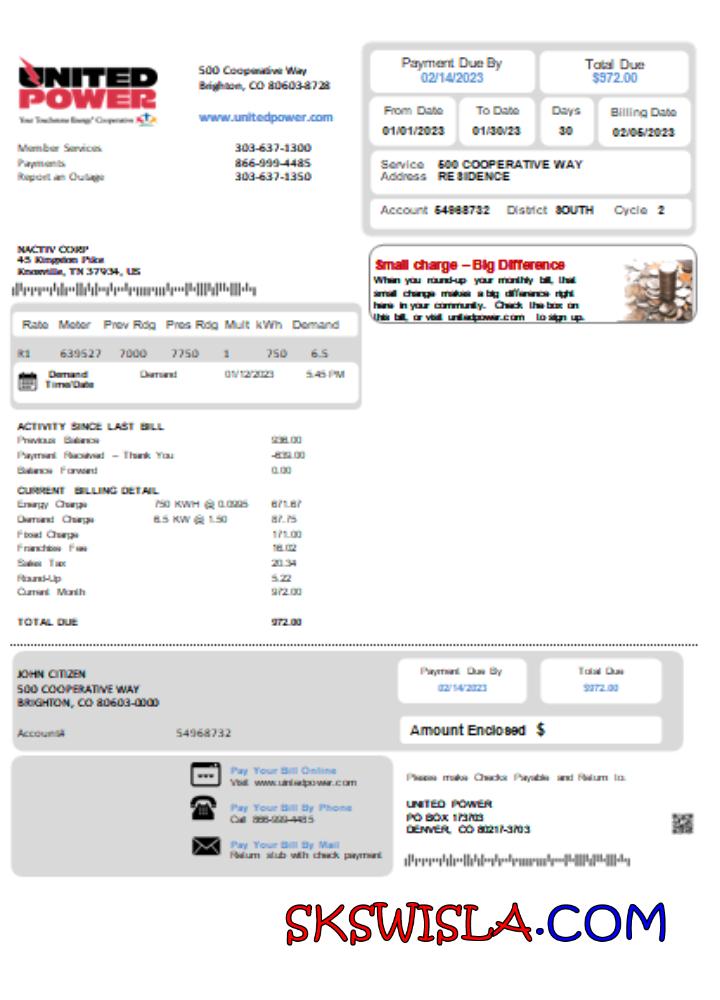 UNITED
POWER
Your Touchstone Energy® Cooperative
500 Cooperative Way
Brighton, CO 80603-8728
www.unitedpower.com
Member Services 303-637-1300
Payments 866-999-4485
Report an Outage 303-637-1350
Payment Due By
02/14/2023
Total Due
$972.00
From Date
01/01/2023
To Date
01/30/23
Days
30
Billing Date
02/05/2023
Service 500 COOPERATIVE WAY
Address RESIDENCE
Account 54968732 District SOUTH Cycle 2
NACTIV CORP
45 Kingston Pike
Knoxville, TN 37934, US
Small charge – Big Difference
When you round-up your monthly bill, that
small change makes a big difference right
here in your community. Check the box on
this bill, or visit unitedpower.com to sign up.
Rate Meter Prev Rdg Pres Rdg Mult kWh Demand
R1 639527 7000 7750 1 750 6.5
Demand Demand 01/12/2023 5.45 PM
Time/Date
ACTIVITY SINCE LAST BILL
Previous Balance 936.00
Payment Received – Thank You
Balance Forward 0.00
CURRENT BILLING DETAIL
Energy Charge 750 KWH @ 0.0995 671.67
Demand Charge 6.5 KW @ 1.50 87.75
Fixed Charge 171.00
Franchise Fee 16.02
Sales Tax 20.34
Round-Up 5.22
Current Month 972.00
TOTAL DUE 972.00
JOHN CITIZEN
500 COOPERATIVE WAY
BRIGHTON, CO 80603-0000
Account# 54968732
Payment Due By
02/14/2023
Total Due
$972.00
Amount Enclosed $
Pay Your Bill Online
Visit
Pay Your Bill By Phone
Call 866-999-4485
Pay Your Bill By Mail
Return stub with check payment
Please make Checks Payable and Return to.
UNITED POWER
PO BOX 173703
DENVER, CO 80217-3703
SKSWISLA.COM